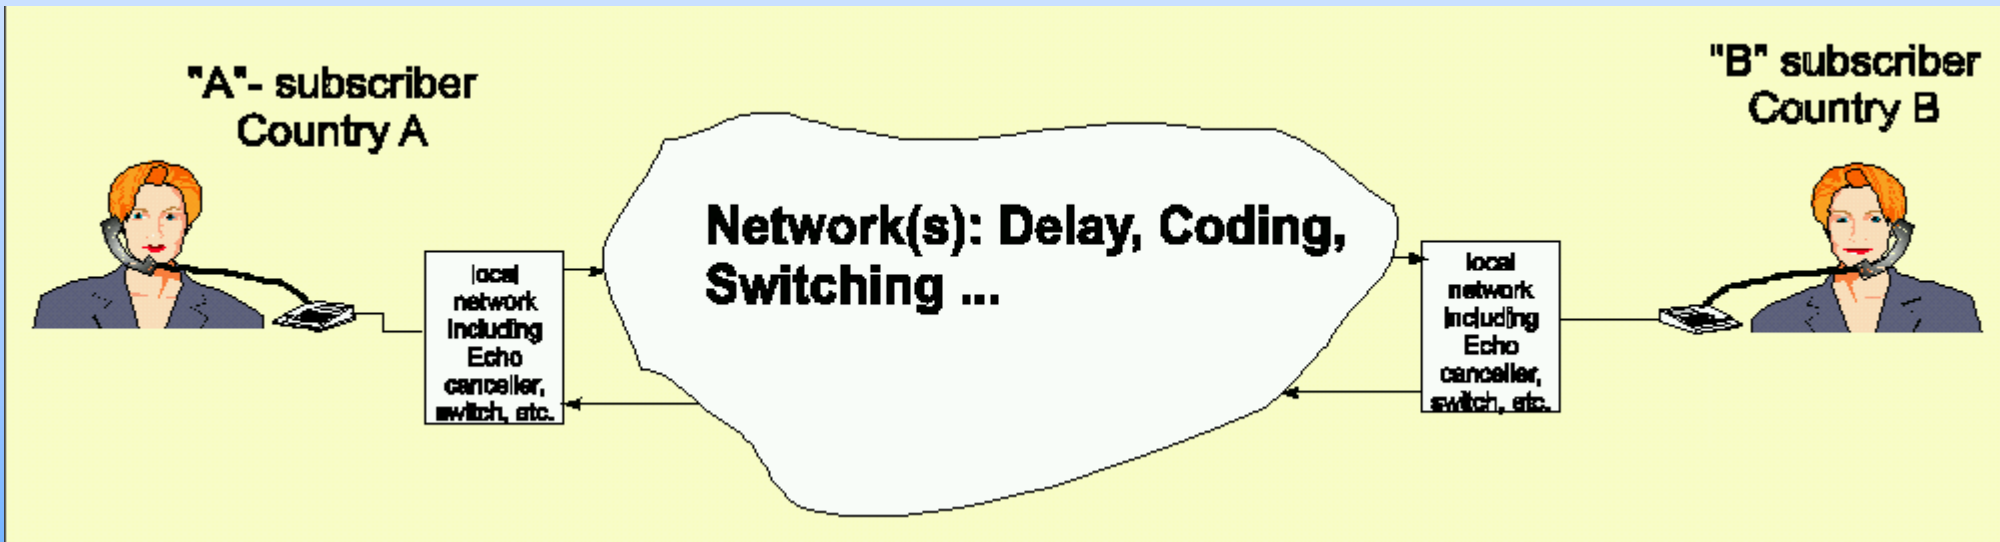 "A"- subscriber
Country A
"B" subscriber
Country B
Network(s): Delay, Coding,
Switching ...
local
network
including
Echo
canceller,
switch, etc.
local
network
including
Echo
canceller,
switch, etc.